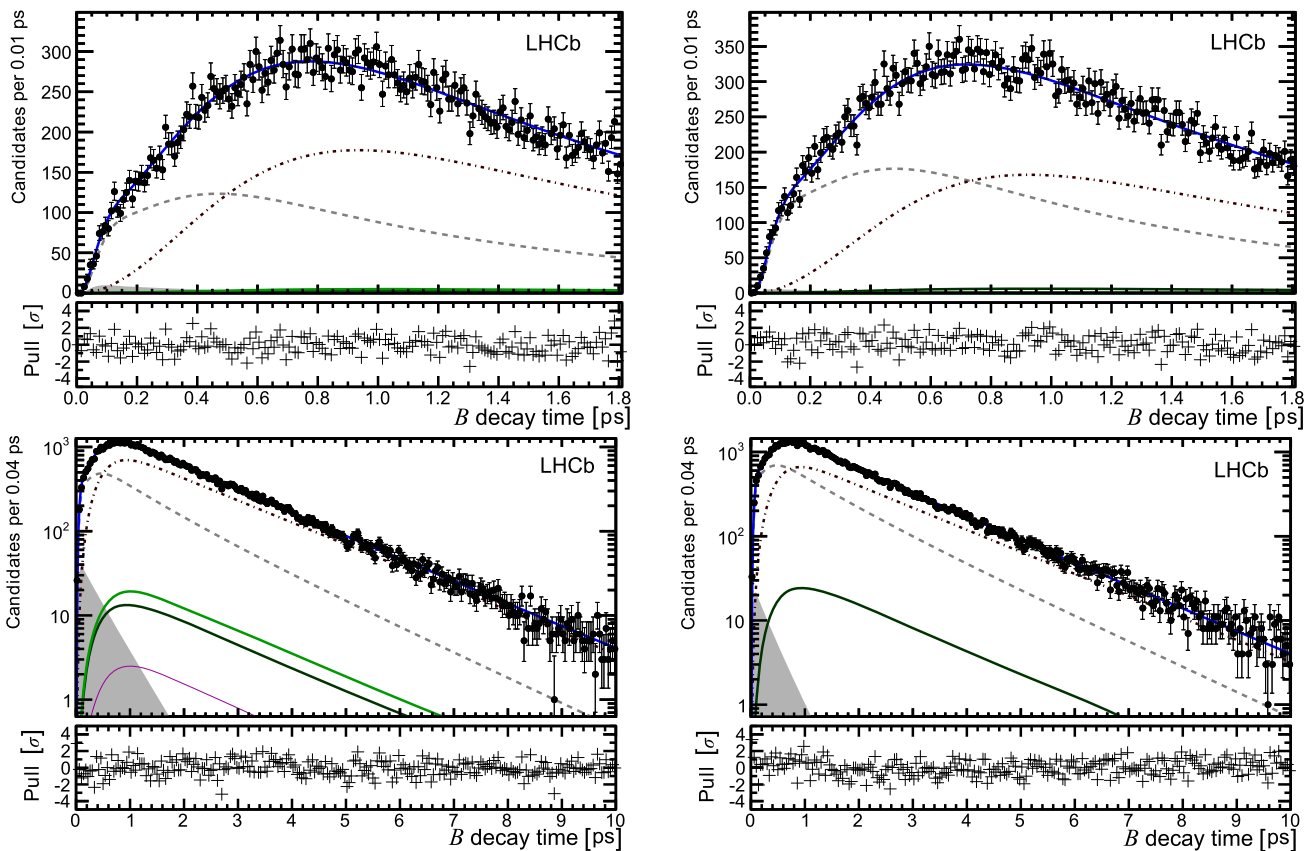 Candidates per 0.01 ps
300
250
200
150
100
50
0
LHCb
Pull [σ]
4
2
0
-2
-4
0.0 0.2 0.4 0.6 0.8 1.0 1.2 1.4 1.6 1.8
B decay time [ps]
Candidates per 0.01 ps
350
300
250
200
150
100
50
0
LHCb
Pull [σ]
4
2
0
-2
-4
0.0 0.2 0.4 0.6 0.8 1.0 1.2 1.4 1.6 1.8
B decay time [ps]
Candidates per 0.04 ps
10³
10²
10
1
LHCb
Pull [σ]
4
2
0
-2
-4
0 1 2 3 4 5 6 7 8 9 10
B decay time [ps]
Candidates per 0.04 ps
10³
10²
10
1
LHCb
Pull [σ]
4
2
0
-2
-4
0 1 2 3 4 5 6 7 8 9 10
B decay time [ps]